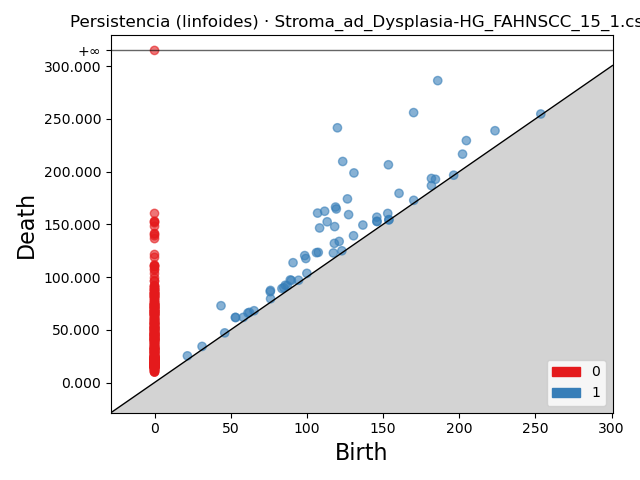 Persistencia (linfoides) · Stroma_ad_Dysplasia-HG_FAHNSCC_15_1.cs
+∞
300.000
250.000
200.000
150.000
100.000
50.000
0.000
Death
0
1
0 50 100 150 200 250 300
Birth